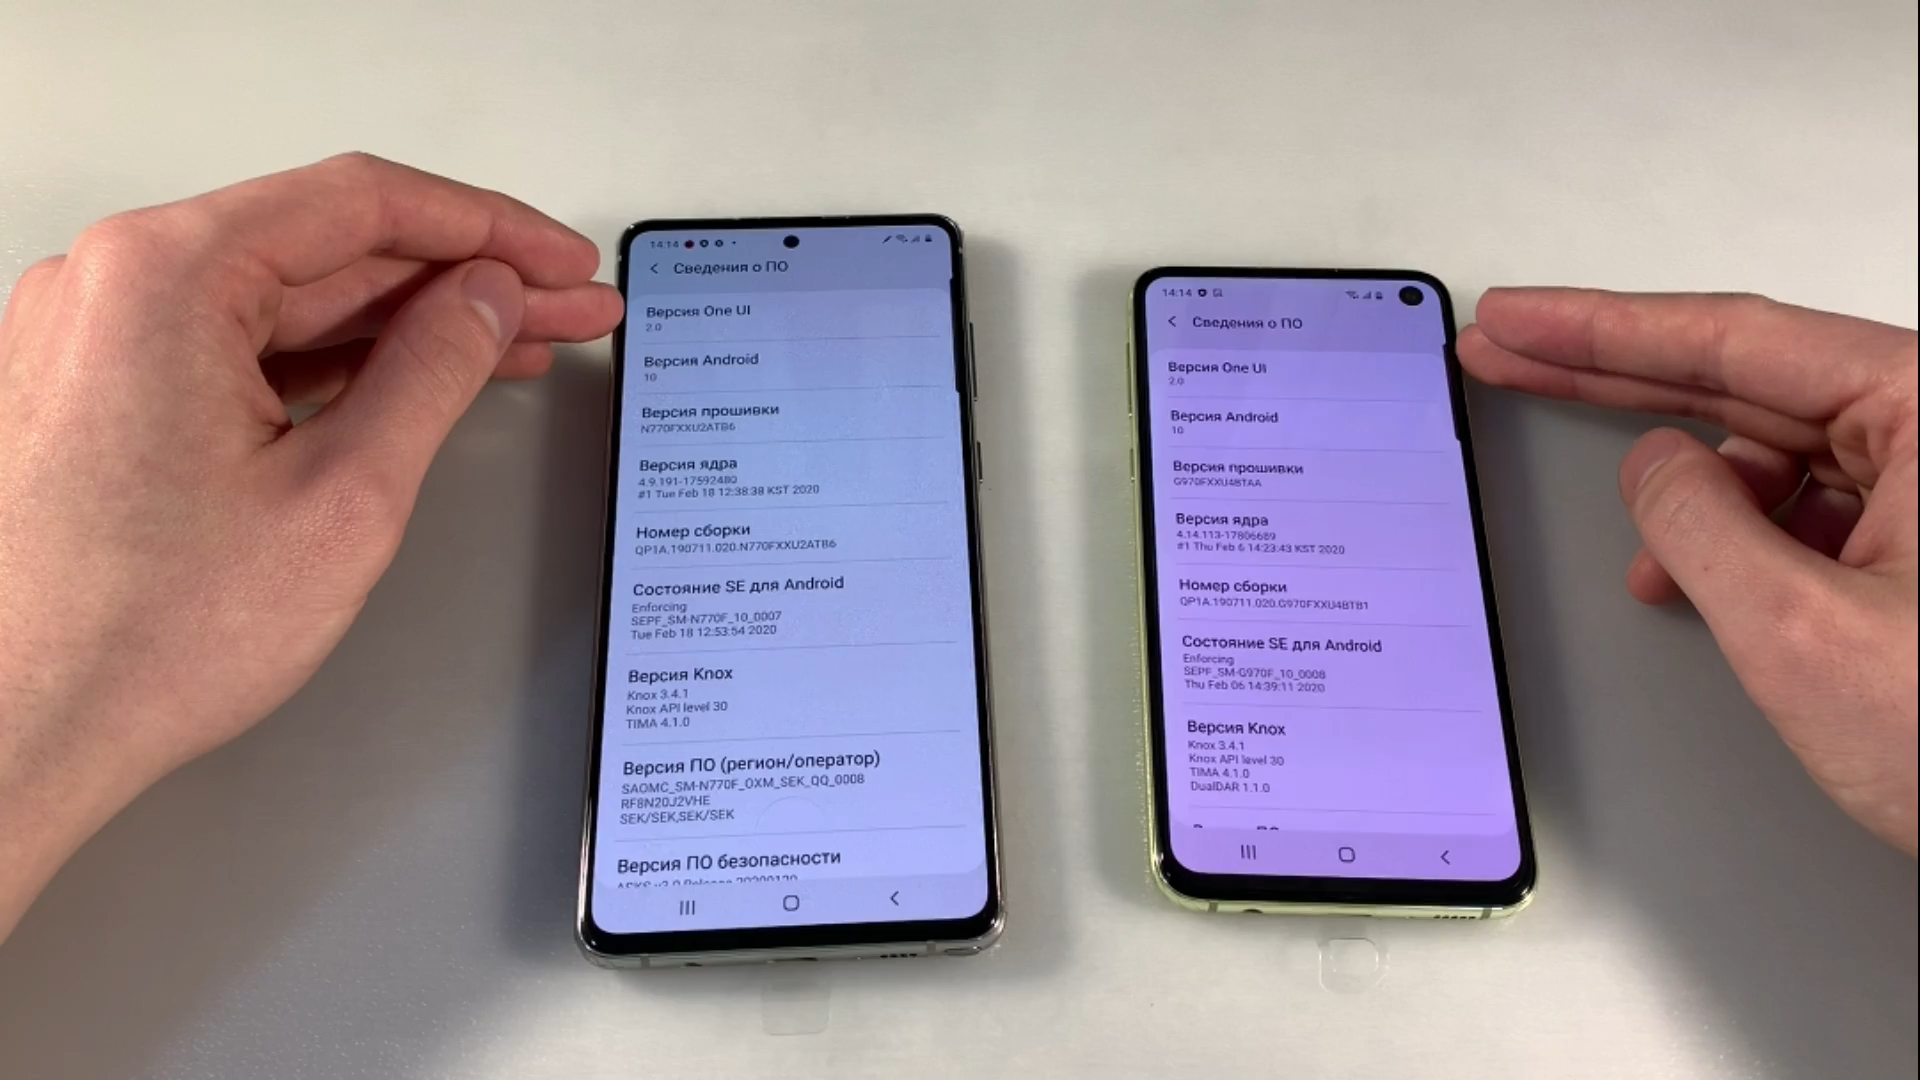 14:14
Сведения о ПО
Версия One UI
2.0
Версия Android
10
Версия прошивки
N770FXXU2ATB6
Версия ядра
4.9.191-17592480
#1 Tue Feb 18 12:38:38 KST 2020
Номер сборки
QP1A.190711.020.N770FXXU2ATB6
Состояние SE для Android
Enforcing
SEPF_SM-N770F_10_0007
Tue Feb 18 12:53:54 2020
Версия Knox
Knox 3.4.1
Knox API level 30
TIMA 4.1.0
Версия ПО (регион/оператор)
SAOMC_SM-N770F_OXM_SEK_QQ_0008
RF8N20J2VHE
SEK/SEK,SEK/SEK
Версия ПО безопасности
14:14
Сведения о ПО
Версия One UI
2.0
Версия Android
10
Версия прошивки
G970FXXU4BTAA
Версия ядра
4.14.113-17806689
#1 Thu Feb 6 14:23:43 KST 2020
Номер сборки
QP1A.190711.020.G970FXXU4BTB1
Состояние SE для Android
Enforcing
SEPF_SM-G970F_10_0008
Thu Feb 06 14:39:11 2020
Версия Knox
Knox 3.4.1
Knox API level 30
TIMA 4.1.0
DualDAR 1.1.0